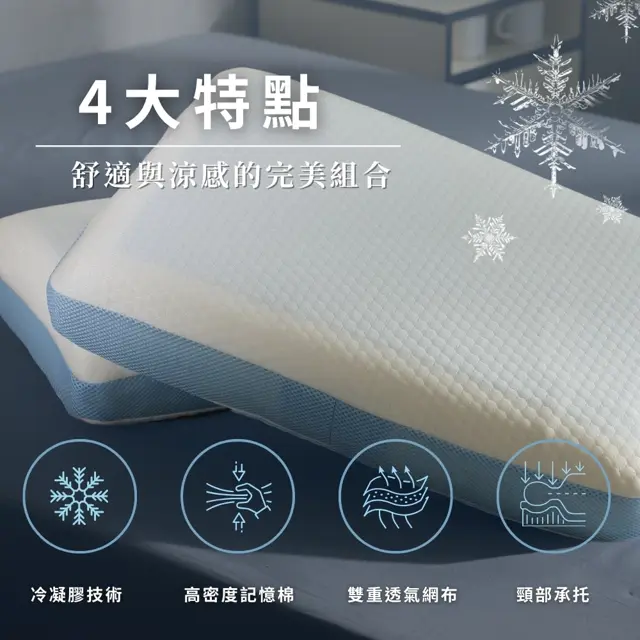 4大特點
舒適與涼感的完美組合
冷凝膠技術
高密度記憶棉
雙重透氣網布
頸部承托